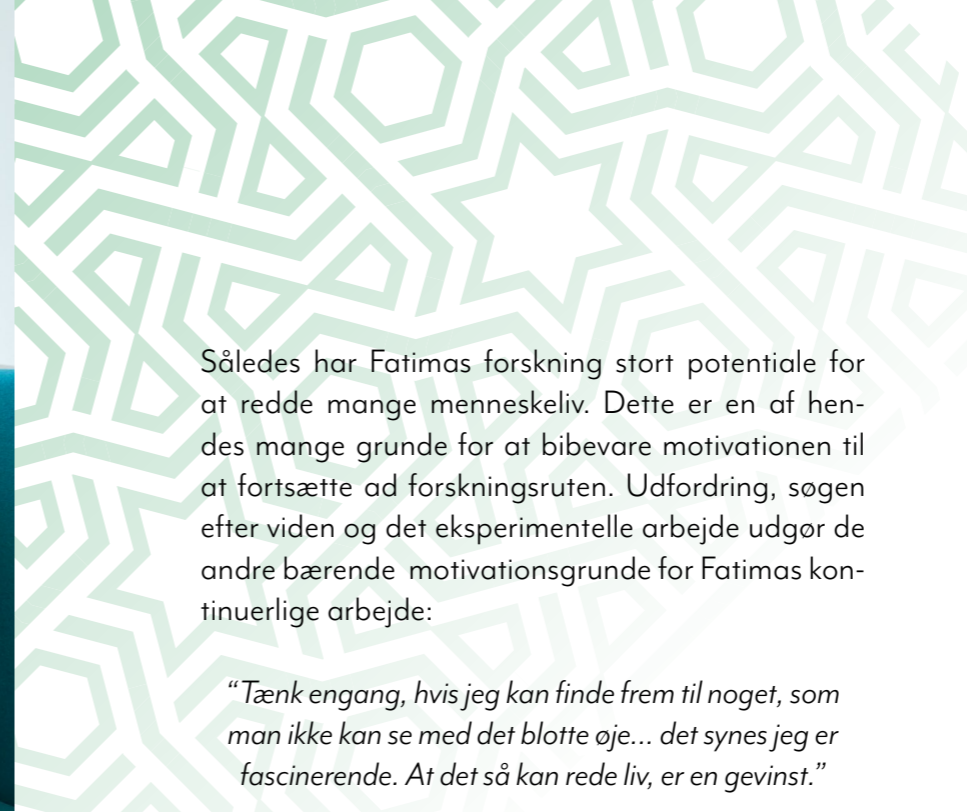 Således har Fatimas forskning stort potentiale for
at redde mange menneskeliv. Dette er en af hen-
des mange grunde for at bibevare motivationen til
at fortsætte ad forskningsruten. Udfordring, søgen
efter viden og det eksperimentelle arbejde udgør de
andre bærende motivationsgrunde for Fatimas kon-
tinuerlige arbejde:
“Tænk engang, hvis jeg kan finde frem til noget, som
man ikke kan se med det blotte øje... det synes jeg er
fascinerende. At det så kan rede liv, er en gevinst.”